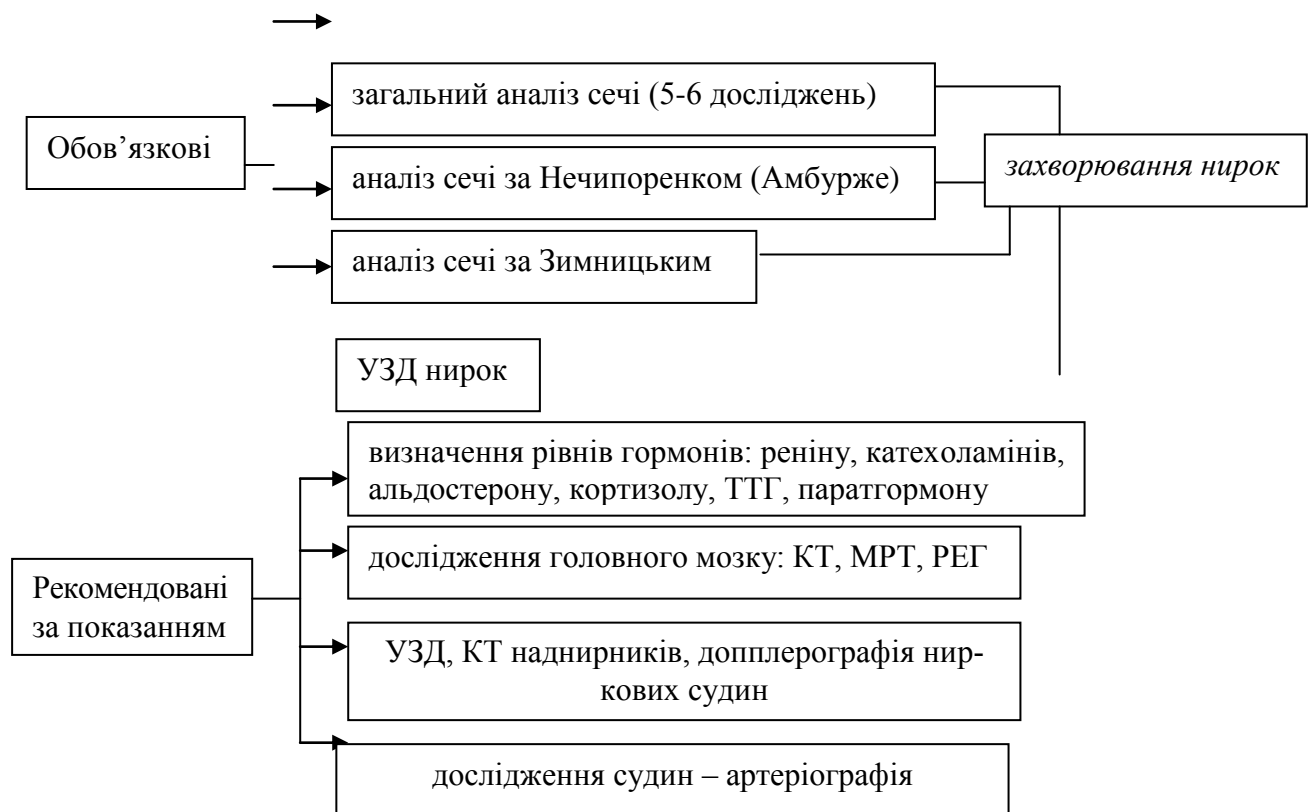 загальний аналіз сечі (5-6 досліджень)
Обов’язкові
захворювання нирок
аналіз сечі за Нечипоренком (Амбурже)
аналіз сечі за Зимницьким
УЗД нирок
визначення рівнів гормонів: реніну, катехоламінів,
альдостерону, кортизолу, ТТГ, паратгормону
дослідження головного мозку: КТ, МРТ, РЕГ
Рекомендовані
за показанням
УЗД, КТ наднирників, допплерографія нир-
кових судин
дослідження судин – артеріографія